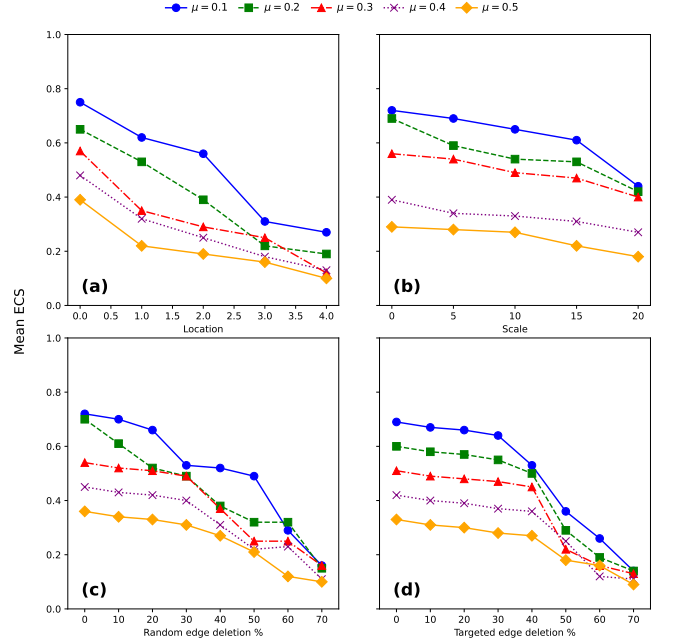 μ = 0.1 μ = 0.2 μ = 0.3 μ = 0.4 μ = 0.5
Mean ECS
1.0
0.8
0.6
0.4
0.2
0.0
(a)
0.0 0.5 1.0 1.5 2.0 2.5 3.0 3.5 4.0
Location
(b)
0 5 10 15 20
Scale
1.0
0.8
0.6
0.4
0.2
0.0
(c)
0 10 20 30 40 50 60 70
Random edge deletion %
(d)
0 10 20 30 40 50 60 70
Targeted edge deletion %